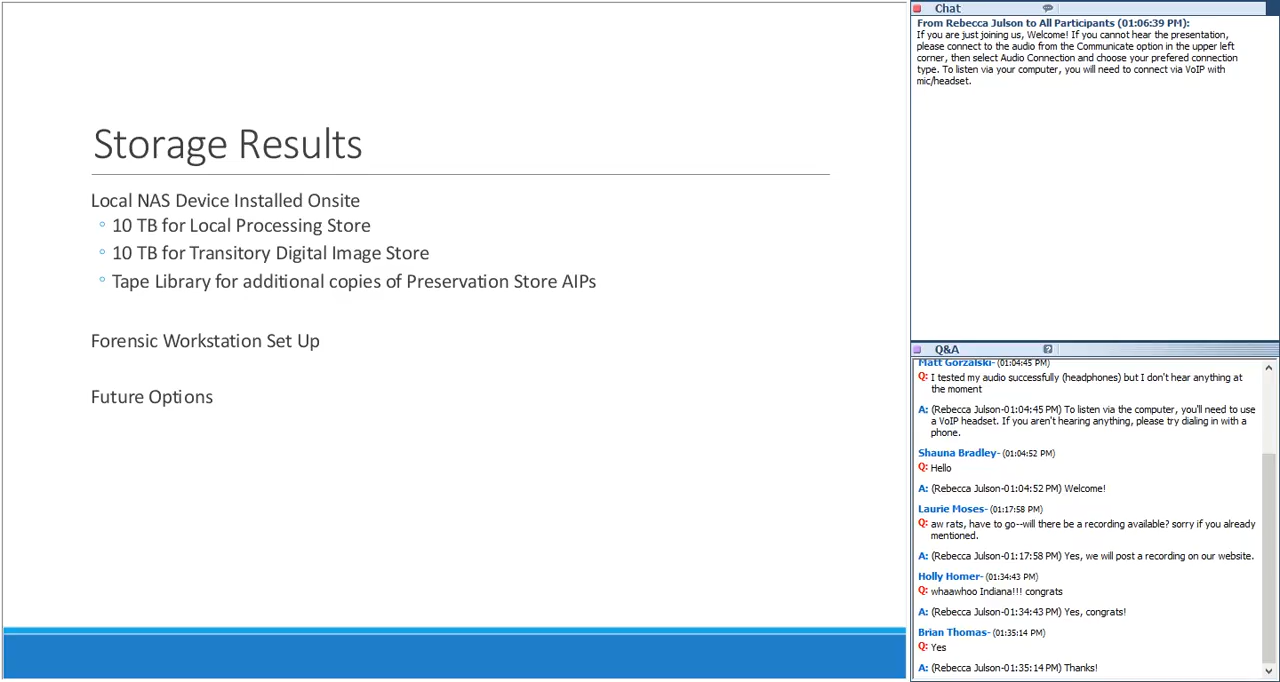 Storage Results
Local NAS Device Installed Onsite
◦ 10 TB for Local Processing Store
◦ 10 TB for Transitory Digital Image Store
◦ Tape Library for additional copies of Preservation Store AIPs
Forensic Workstation Set Up
Future Options
Chat
From Rebecca Julson to All Participants (01:06:39 PM):
If you are just joining us, Welcome! If you cannot hear the presentation,
please connect to the audio from the Communicate option in the upper left
corner, then select Audio Connection and choose your prefered connection
type. To listen via your computer, you will need to connect via VoIP with
mic/headset.
Q&A
Matt Gorzalski- (01:04:45 PM)
Q: I tested my audio successfully (headphones) but I don't hear anything at
the moment
A: (Rebecca Julson-01:04:45 PM) To listen via the computer, you'll need to use
a VoIP headset. If you aren't hearing anything, please try dialing in with a
phone.
Shauna Bradley- (01:04:52 PM)
Q: Hello
A: (Rebecca Julson-01:04:52 PM) Welcome!
Laurie Moses- (01:17:58 PM)
Q: aw rats, have to go--will there be a recording available? sorry if you already
mentioned.
A: (Rebecca Julson-01:17:58 PM) Yes, we will post a recording on our website.
Holly Homer- (01:34:43 PM)
Q: whaawhoo Indiana!!! congrats
A: (Rebecca Julson-01:34:43 PM) Yes, congrats!
Brian Thomas- (01:35:14 PM)
Q: Yes
A: (Rebecca Julson-01:35:14 PM) Thanks!